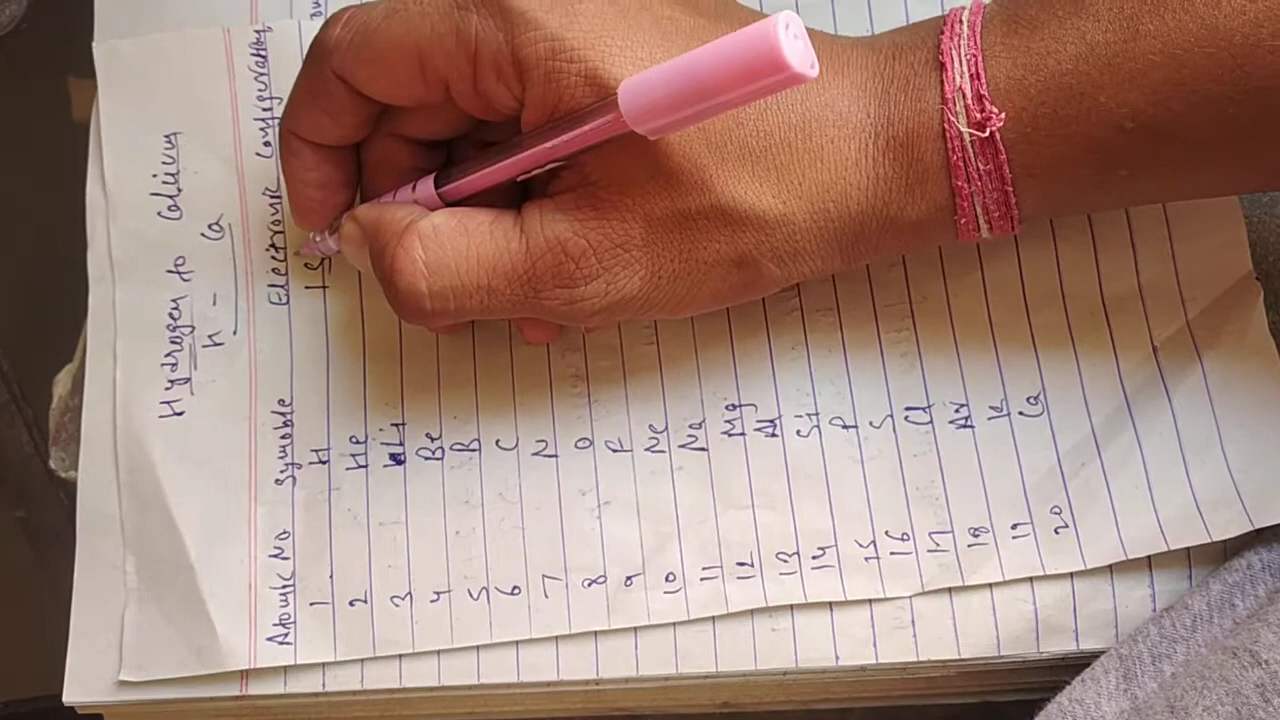 Hydrogen to Calcium
H - Ca
Atomic No Symoble Electronic Configuration
1 H 1S
2 He
3 Li
4 Be
5 B
6 C
7 N
8 O
9 F
10 Ne
11 Na
12 Mg
13 Al
14 Si
15 P
16 S
17 Cl
18 Ar
19 K
20 Ca